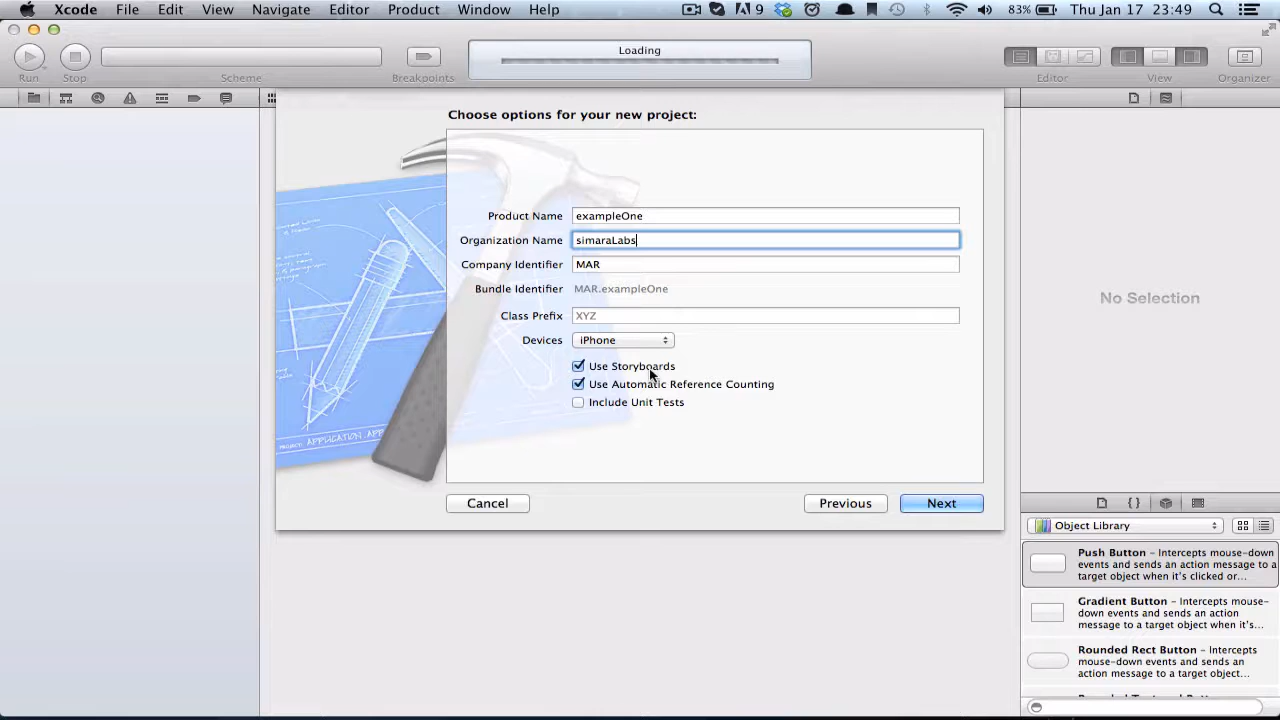 Xcode File Edit View Navigate Editor Product Window Help 9 83% Thu Jan 17 23:49
Loading
Run Stop Scheme Breakpoints Editor View Organizer
Choose options for your new project:
Product Name exampleOne
Organization Name simaraLabs
Company Identifier MAR
Bundle Identifier MAR.exampleOne
Class Prefix XYZ
Devices iPhone
Use Storyboards
Use Automatic Reference Counting
Include Unit Tests
Cancel Previous Next
No Selection
Object Library
Push Button – Intercepts mouse-down
events and sends an action message to a
target object when it's clicked or...
Gradient Button – Intercepts mouse-
down events and sends an action
message to a target object when it's...
Rounded Rect Button – Intercepts
mouse-down events and sends an
action message to a target object...